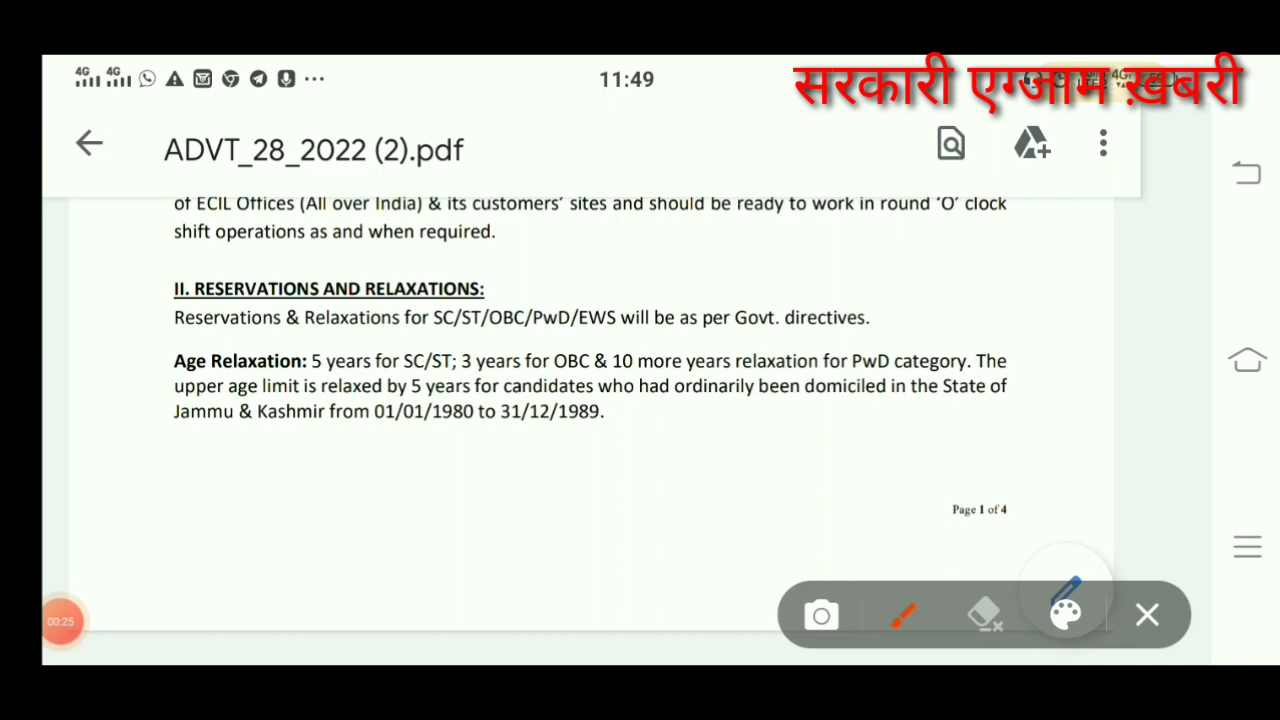 11:49
सरकारी एग्जाम ख़बरी
ADVT_28_2022 (2).pdf
of ECIL Offices (All over India) & its customers’ sites and should be ready to work in round ‘O’ clock
shift operations as and when required.
II. RESERVATIONS AND RELAXATIONS:
Reservations & Relaxations for SC/ST/OBC/PwD/EWS will be as per Govt. directives.
Age Relaxation: 5 years for SC/ST; 3 years for OBC & 10 more years relaxation for PwD category. The
upper age limit is relaxed by 5 years for candidates who had ordinarily been domiciled in the State of
Jammu & Kashmir from 01/01/1980 to 31/12/1989.
Page 1 of 4
00:25